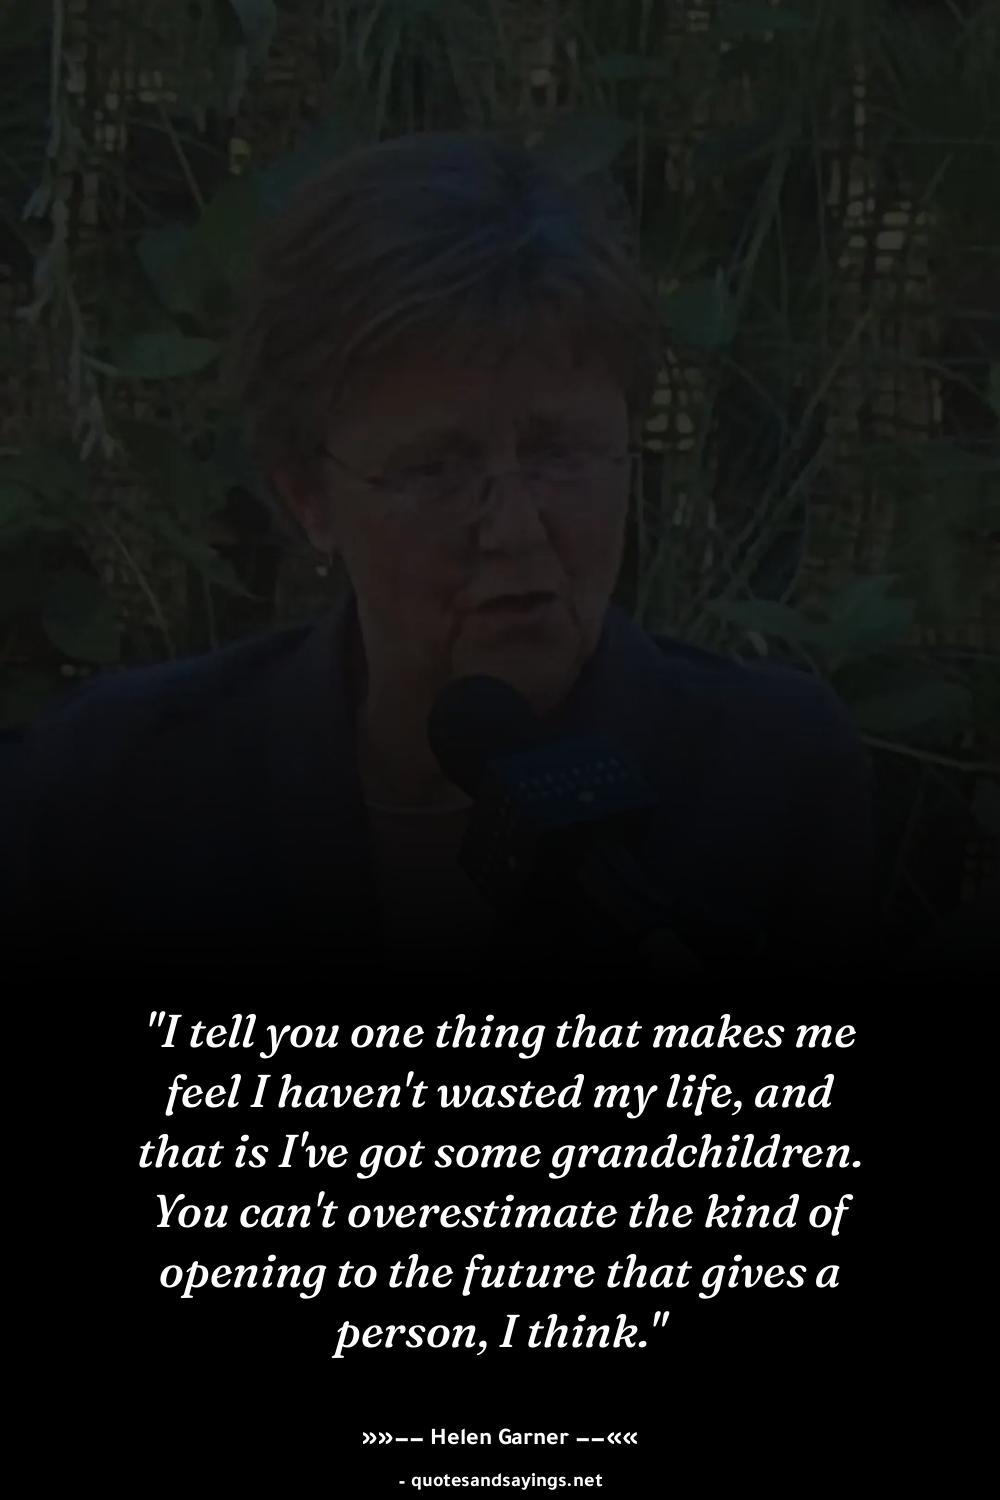 "I tell you one thing that makes me
feel I haven't wasted my life, and
that is I've got some grandchildren.
You can't overestimate the kind of
opening to the future that gives a
person, I think."
»»−− Helen Garner −−««
- quotesandsayings.net